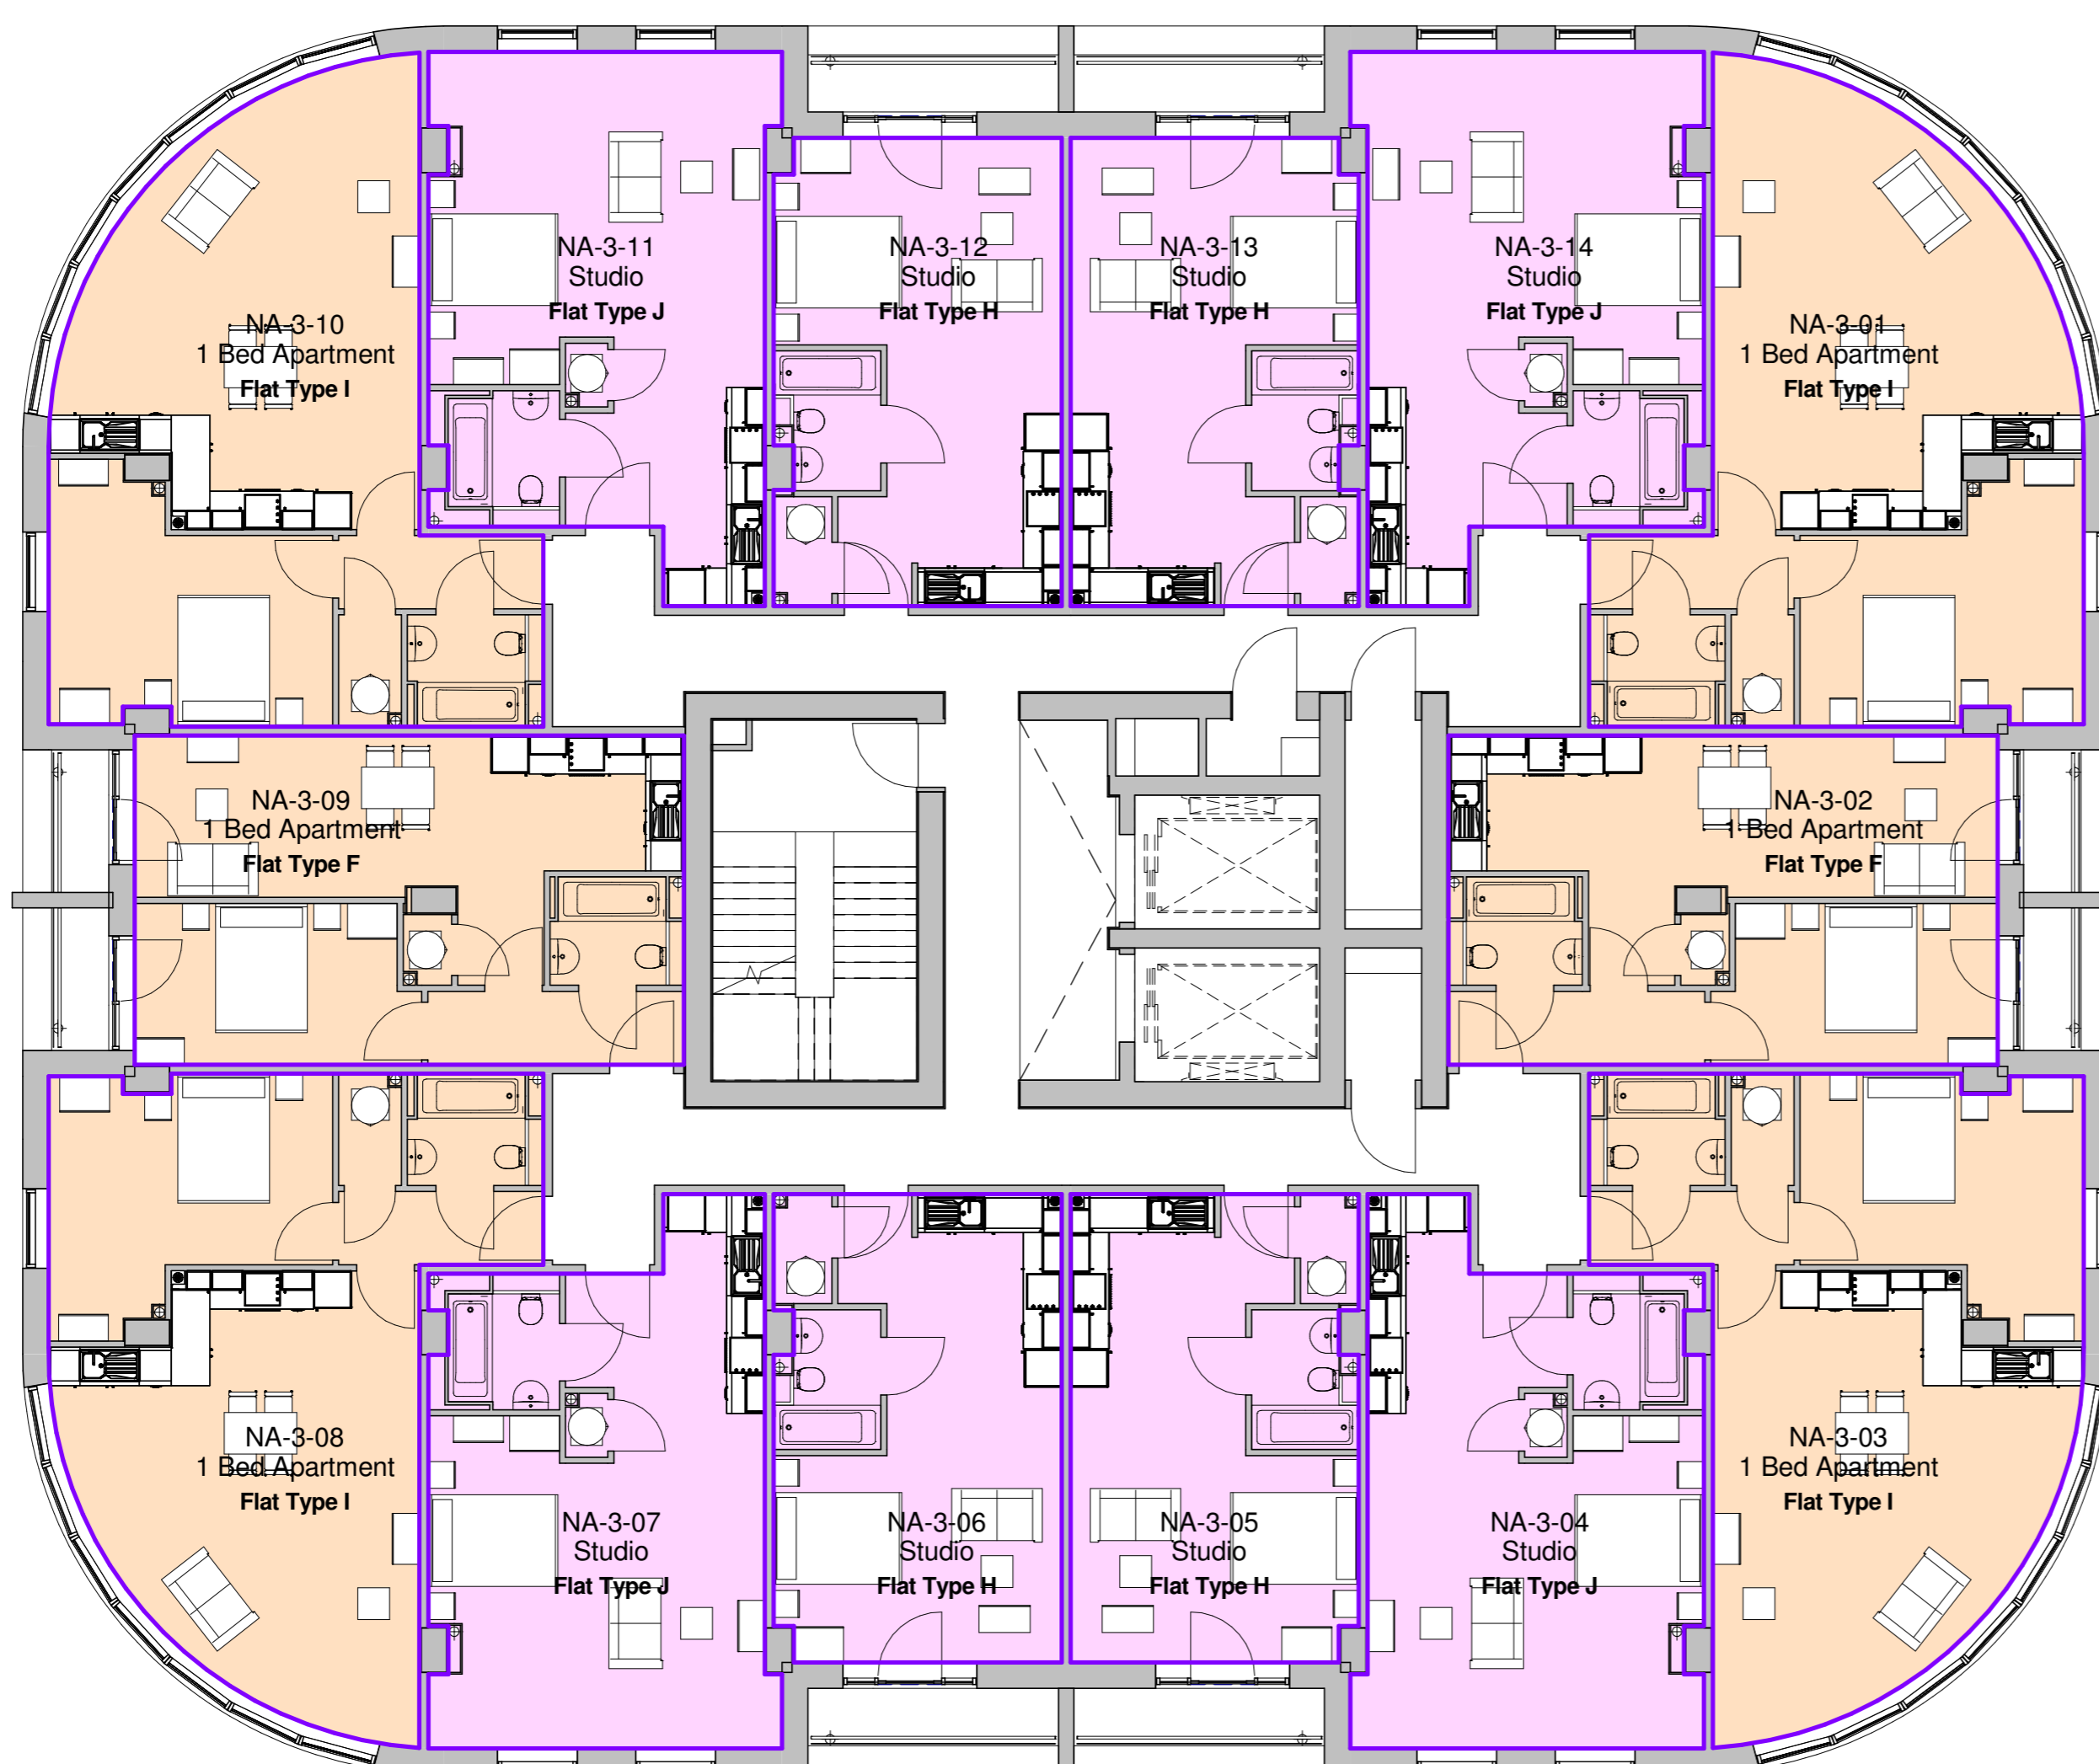 NA-3-11
Studio
Flat Type J
NA-3-12
Studio
Flat Type H
NA-3-13
Studio
Flat Type H
NA-3-14
Studio
Flat Type J
NA-3-10
1 Bed Apartment
Flat Type I
NA-3-01
1 Bed Apartment
Flat Type I
NA-3-09
1 Bed Apartment
Flat Type F
NA-3-02
1 Bed Apartment
Flat Type F
NA-3-08
1 Bed Apartment
Flat Type I
NA-3-03
1 Bed Apartment
Flat Type I
NA-3-07
Studio
Flat Type J
NA-3-06
Studio
Flat Type H
NA-3-05
Studio
Flat Type H
NA-3-04
Studio
Flat Type J